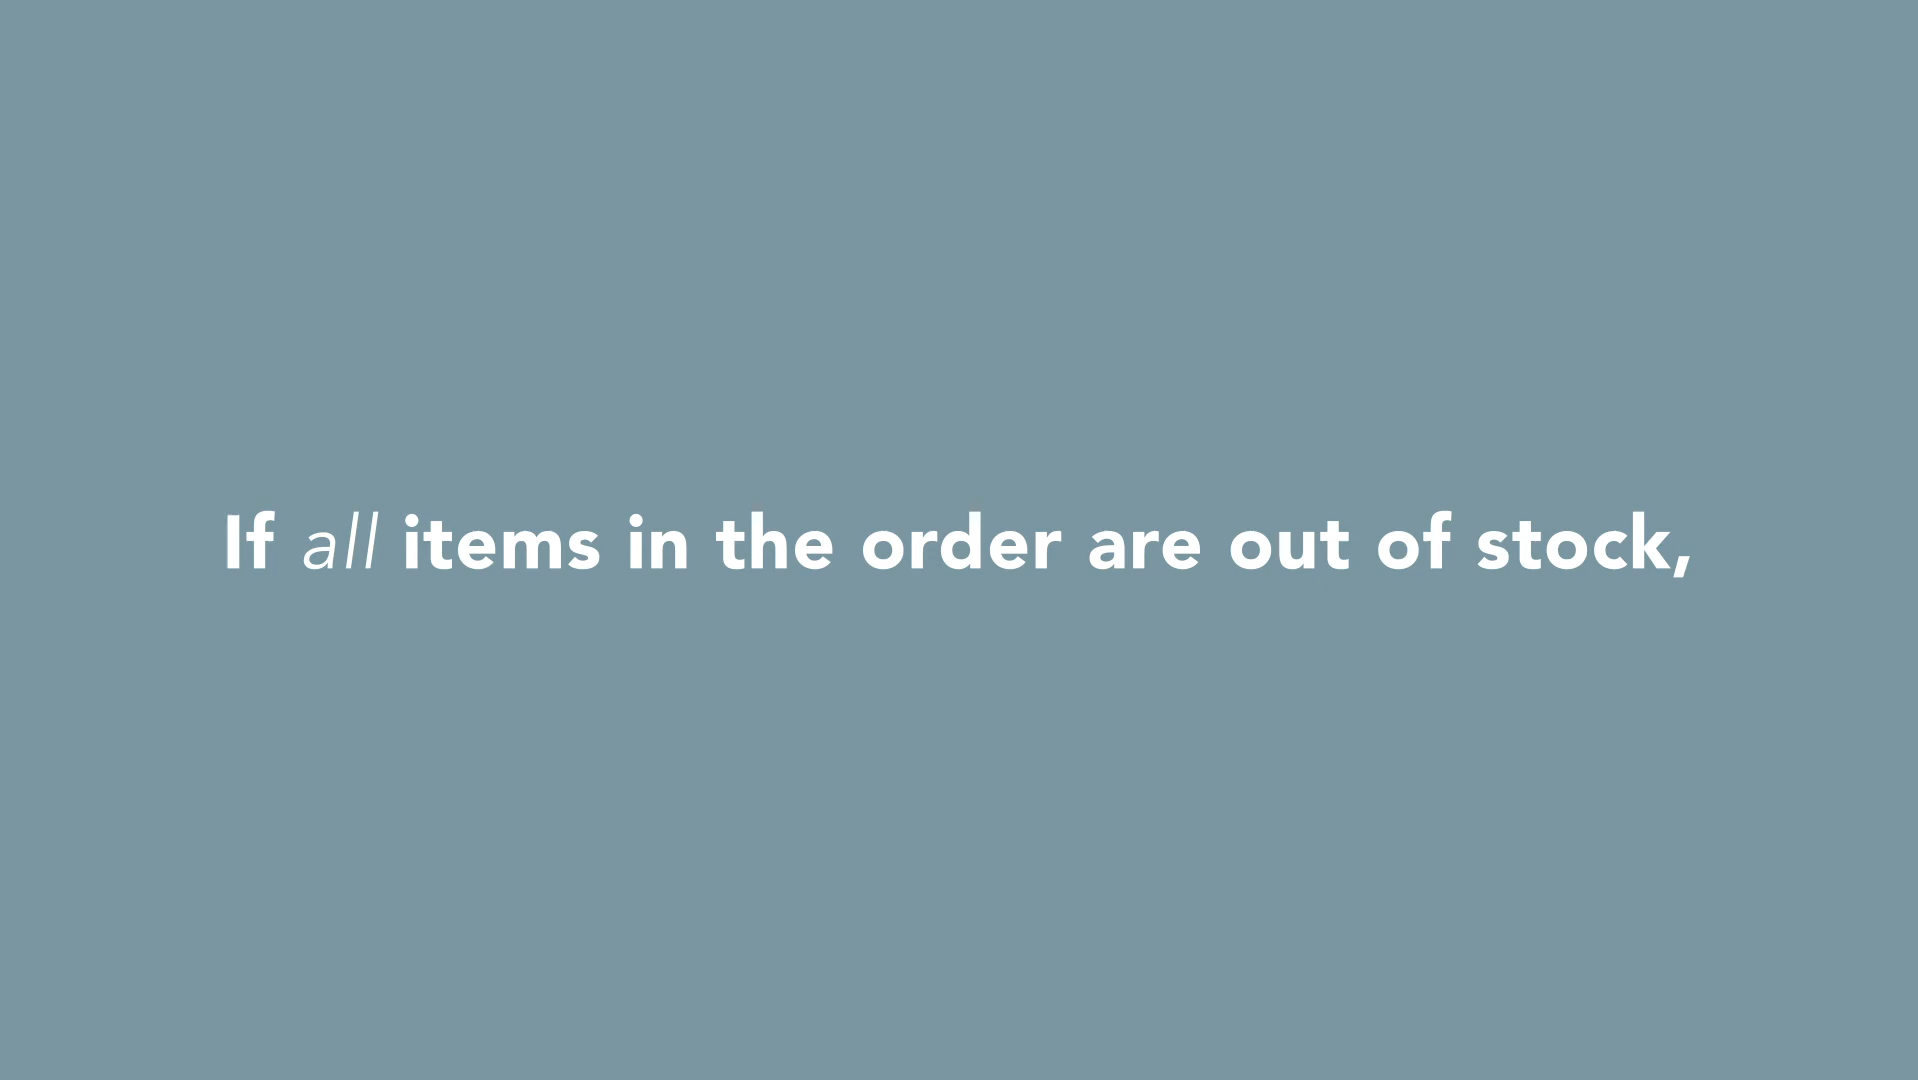 If all items in the order are out of stock,